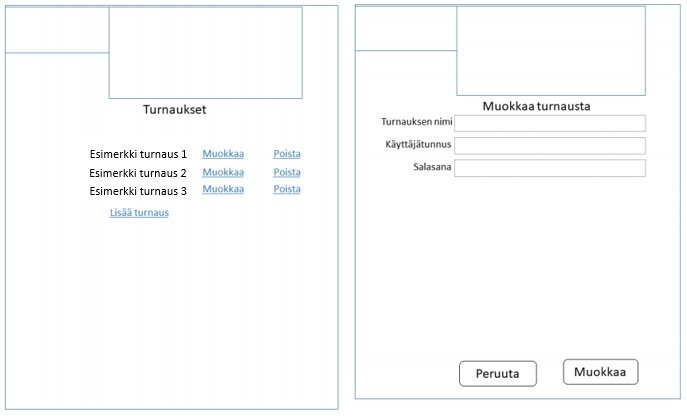 Turnaukset
Esimerkki turnaus 1 Muokkaa Poista
Esimerkki turnaus 2 Muokkaa Poista
Esimerkki turnaus 3 Muokkaa Poista
Lisää turnaus
Muokkaa turnausta
Turnauksen nimi
Käyttäjätunnus
Salasana
Peruuta Muokkaa